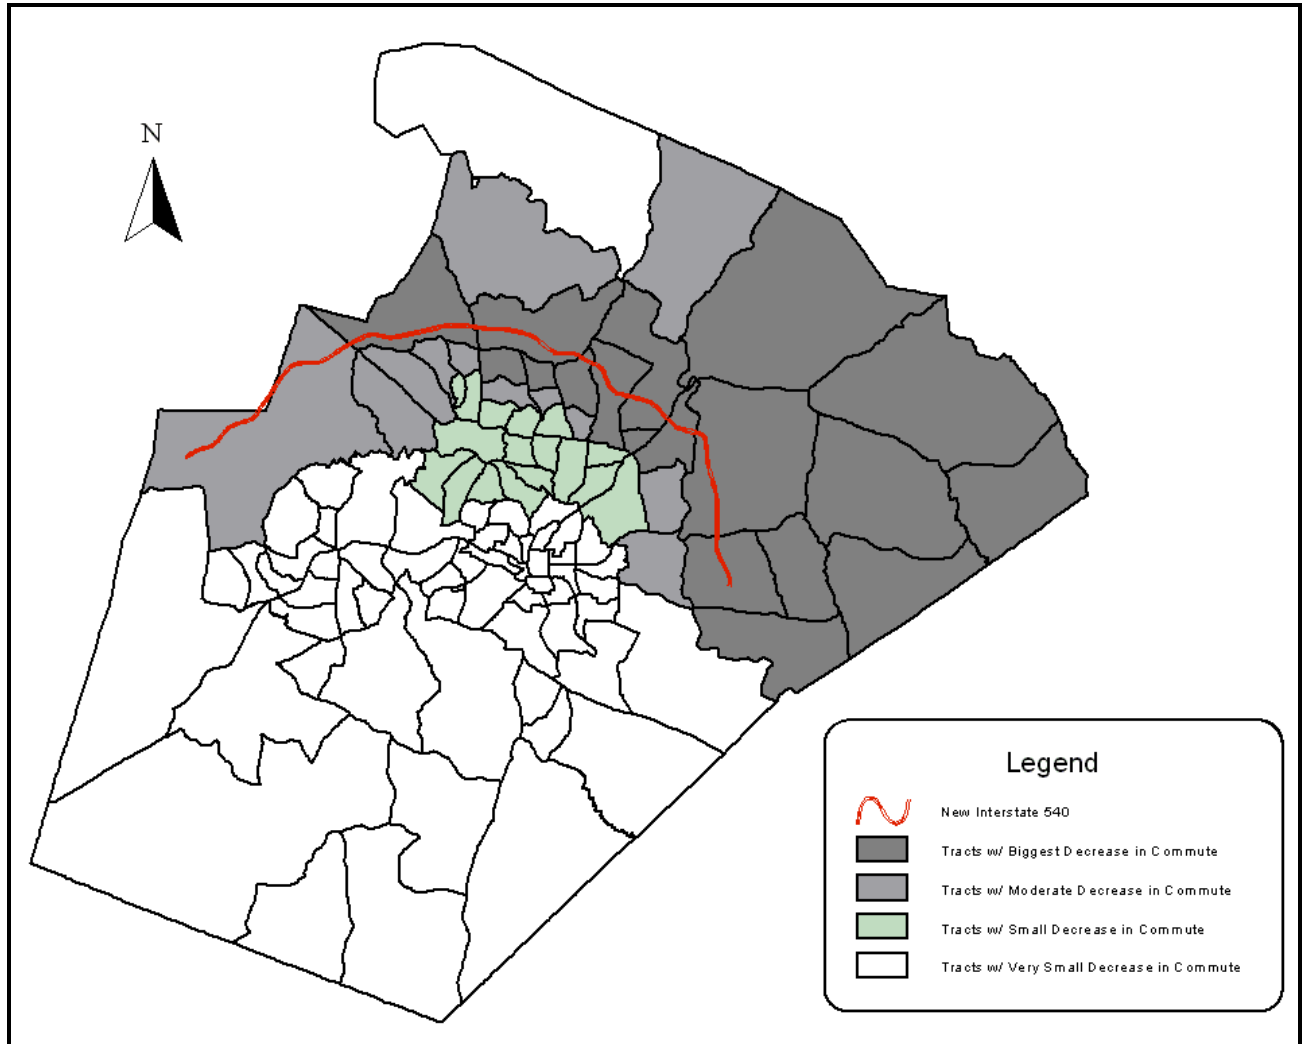 N
Legend
New Interstate 540
Tracts w/ Biggest Decrease in Commute
Tracts w/ Moderate Decrease in Commute
Tracts w/ Small Decrease in Commute
Tracts w/ Very Small Decrease in Commute